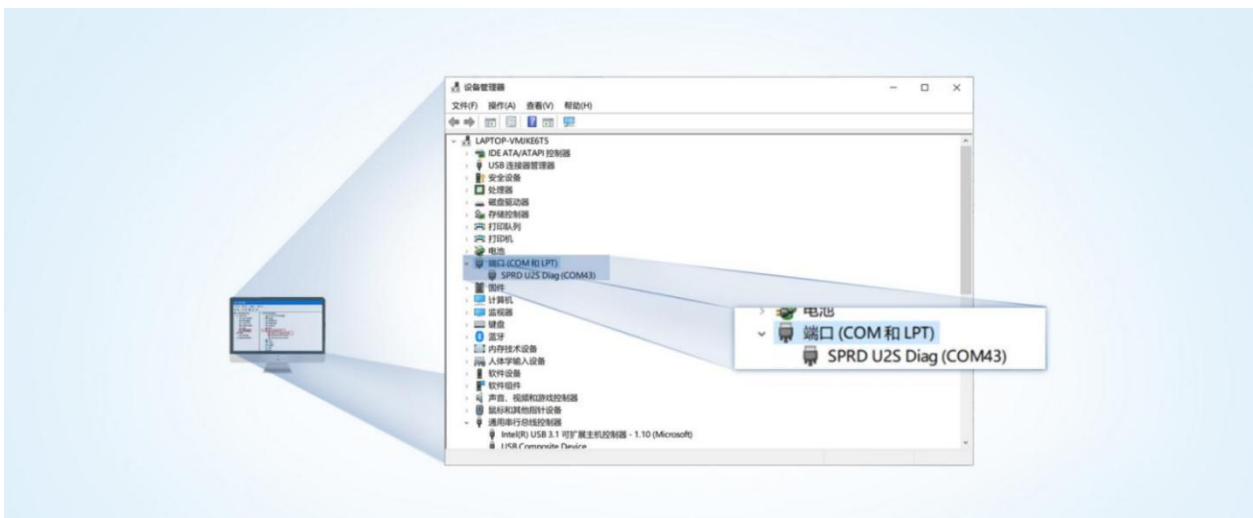 设备管理器
文件(F) 操作(A) 查看(V) 帮助(H)
LAPTOP-VMJKE6TS
IDE ATA/ATAPI 控制器
USB 连接器管理器
安全设备
处理器
磁盘驱动器
存储控制器
打印队列
打印机
电池
端口 (COM 和 LPT)
SPRD U2S Diag (COM43)
固件
计算机
监视器
键盘
蓝牙
内存技术设备
人体学输入设备
软件设备
软件组件
声音、视频和游戏控制器
鼠标和其他指针设备
通用串行总线控制器
Intel(R) USB 3.1 可扩展主机控制器 - 1.10 (Microsoft)
USB Composite Device
电池
端口 (COM 和 LPT)
SPRD U2S Diag (COM43)